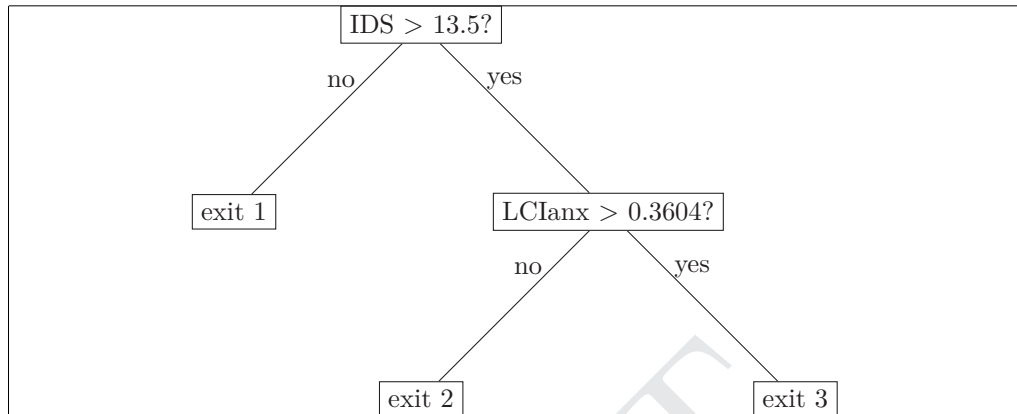 IDS > 13.5?
no
yes
exit 1
LCIanx > 0.3604?
no
yes
exit 2
exit 3